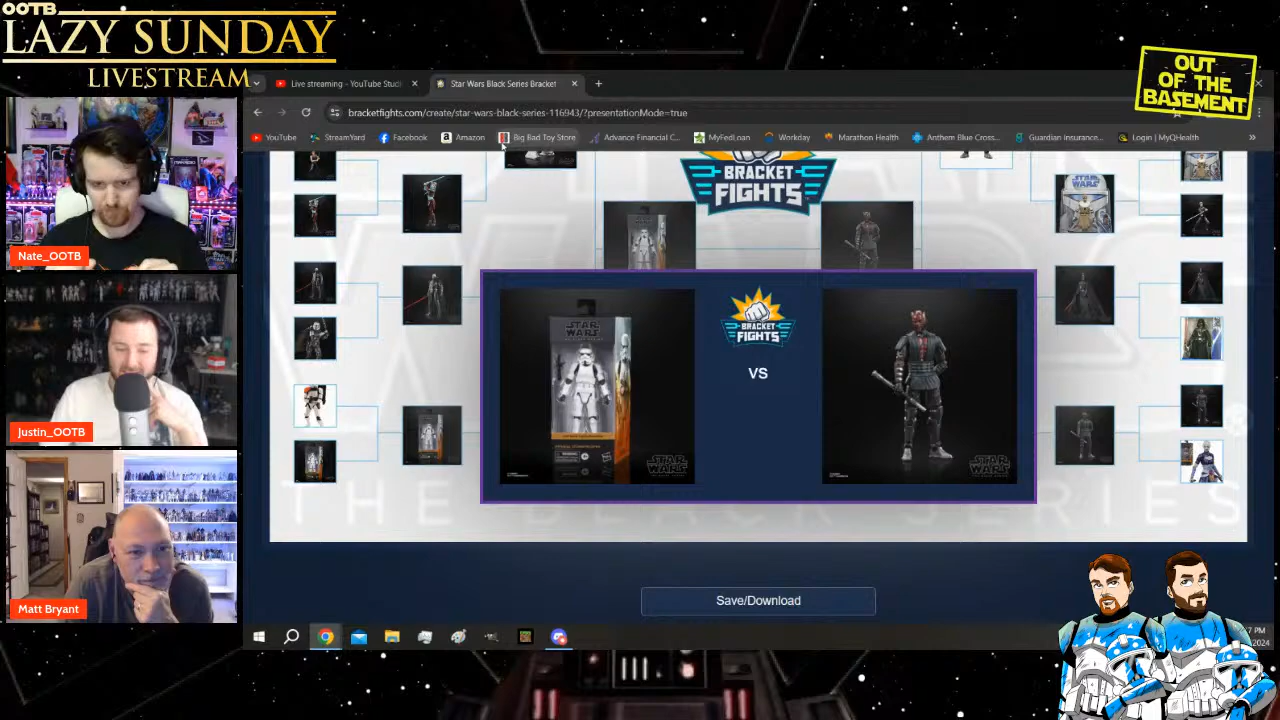 OOTB
LAZY SUNDAY
LIVESTREAM
OUT
OF THE
BASEMENT
Live streaming - YouTube Studi
Star Wars Black Series Bracket
bracketfights.com/create/star-wars-black-series-116943/?presentationMode=true
YouTube
StreamYard
Facebook
Amazon
Big Bad Toy Store
Advance Financial C...
MyFedLoan
Workday
Marathon Health
Anthem Blue Cross...
Guardian Insurance...
Login | MyQHealth
BRACKET
FIGHTS
STAR WARS
STAR WARS
BRACKET
FIGHTS
VS
STAR WARS
STAR WARS
Nate_OOTB
Justin_OOTB
Matt Bryant
Save/Download